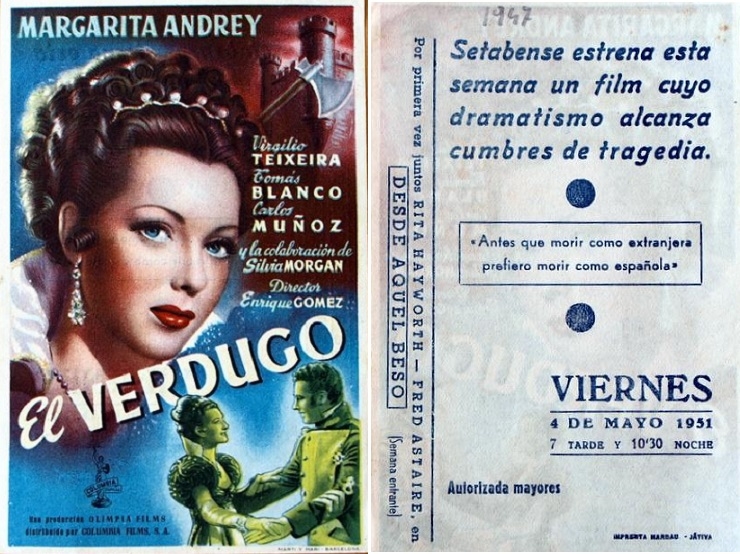 MARGARITA ANDREY
Virgilio
TEIXEIRA
Tomás
BLANCO
Carlos
MUÑOZ
y la colaboración de
Silvia MORGAN
Director
Enrique GOMEZ
El VERDUGO
COLUMBIA
Una producción OLIMPIA FILMS
distribuida por COLUMBIA FILMS, S. A.
MARTI Y MARI - BARCELONA
1947
Setabense estrena esta
semana un film cuyo
dramatismo alcanza
cumbres de tragedia.
«Antes que morir como extranjera
prefiero morir como española»
VIERNES
4 DE MAYO 1951
7 TARDE Y 10'30 NOCHE
Autorizada mayores
IMPRENTA MARBAU - JÁTIVA
Por primera vez juntos RITA HAYWORTH — FRED ASTAIRE, en
DESDE AQUEL BESO
(Semana entrante)